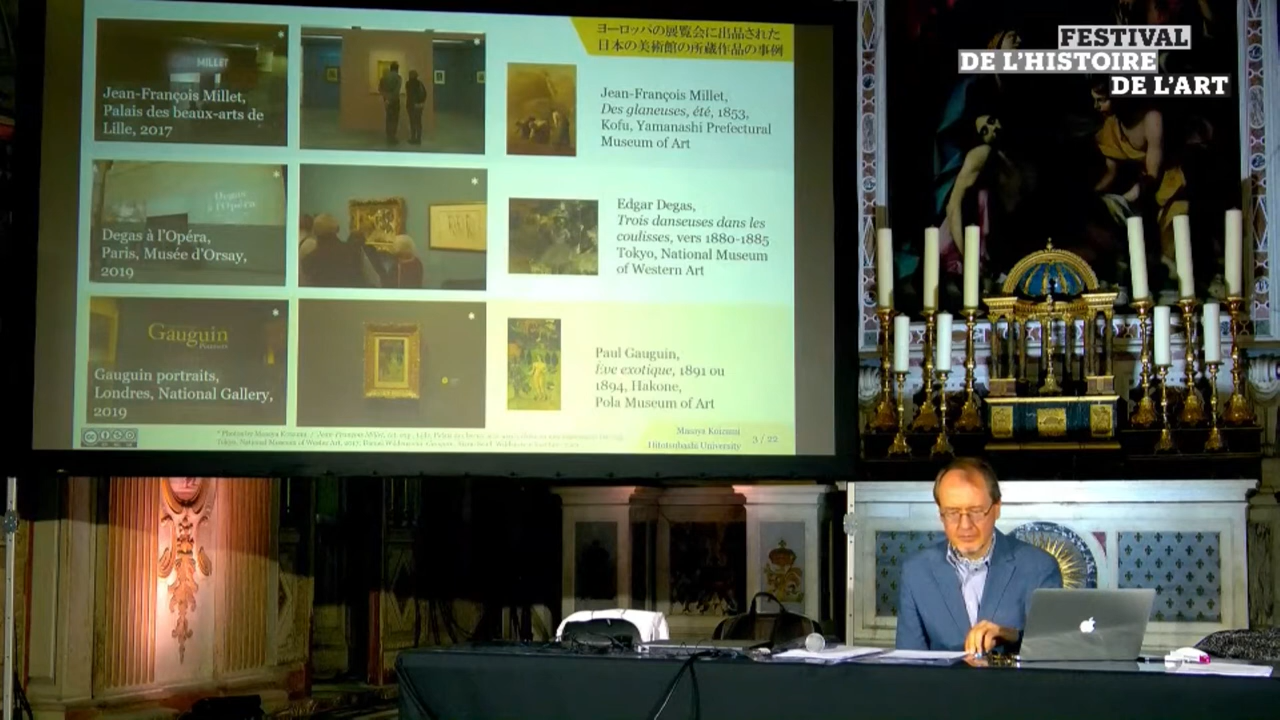 FESTIVAL
DE L'HISTOIRE
DE L'ART
ヨーロッパの展覧会に出品された
日本の美術館の所蔵作品の事例
MILLET
Jean-François Millet,
Palais des beaux-arts de
Lille, 2017
Jean-François Millet,
Des glaneuses, été, 1853,
Kofu, Yamanashi Prefectural
Museum of Art
Degas
à l'Opéra
Degas à l'Opéra,
Paris, Musée d'Orsay,
2019
Edgar Degas,
Trois danseuses dans les
coulisses, vers 1880-1885
Tokyo, National Museum
of Western Art
Gauguin
Gauguin portraits,
Londres, National Gallery,
2019
Paul Gauguin,
Ève exotique, 1891 ou
1894, Hakone,
Pola Museum of Art
Masaya Koizumi
Hitotsubashi University
3 / 22